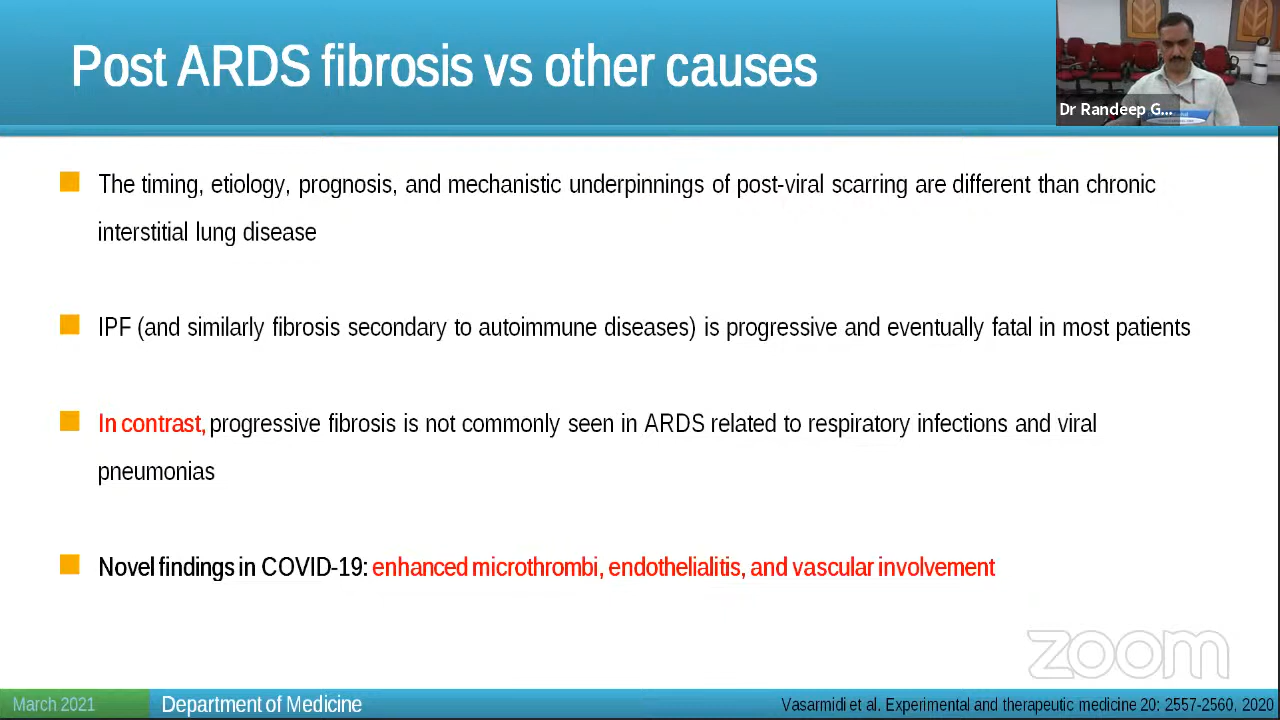 Post ARDS fibrosis vs other causes
Dr Randeep G...
The timing, etiology, prognosis, and mechanistic underpinnings of post-viral scarring are different than chronic
interstitial lung disease
IPF (and similarly fibrosis secondary to autoimmune diseases) is progressive and eventually fatal in most patients
In contrast, progressive fibrosis is not commonly seen in ARDS related to respiratory infections and viral
pneumonias
Novel findings in COVID-19: enhanced microthrombi, endothelialitis, and vascular involvement
zoom
March 2021
Department of Medicine
Vasarmidi et al. Experimental and therapeutic medicine 20: 2557-2560, 2020